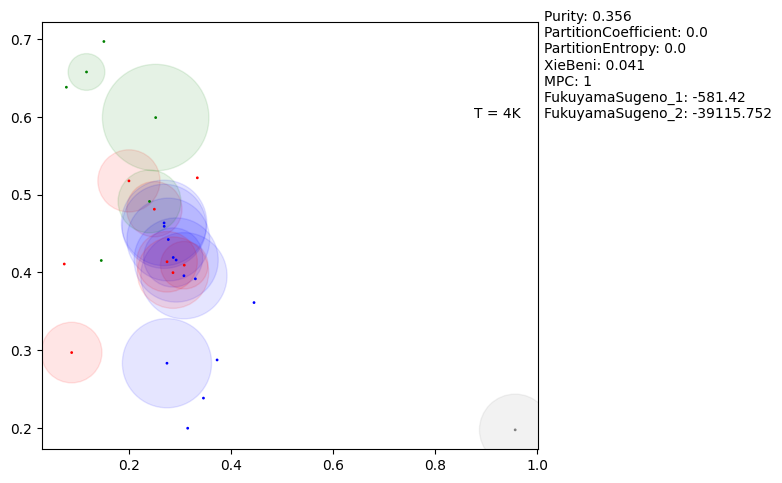 Purity: 0.356
PartitionCoefficient: 0.0
PartitionEntropy: 0.0
XieBeni: 0.041
MPC: 1
FukuyamaSugeno_1: -581.42
FukuyamaSugeno_2: -39115.752
T = 4K
0.7
0.6
0.5
0.4
0.3
0.2
0.2 0.4 0.6 0.8 1.0